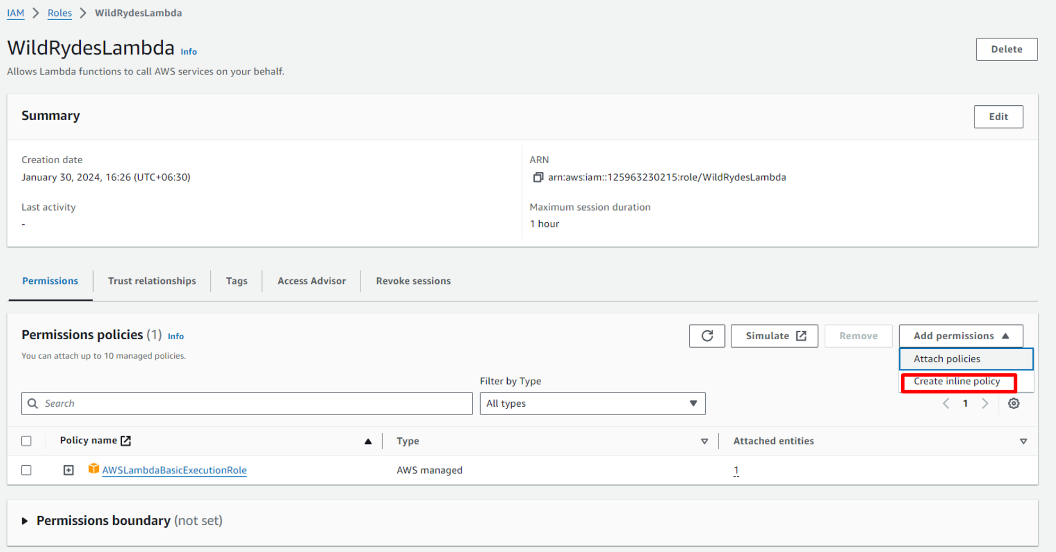 IAM > Roles > WildRydesLambda
WildRydesLambda Info
Delete
Allows Lambda functions to call AWS services on your behalf.
Summary
Edit
Creation date
January 30, 2024, 16:26 (UTC+06:30)
ARN
arn:aws:iam::125963230215:role/WildRydesLambda
Last activity
-
Maximum session duration
1 hour
Permissions Trust relationships Tags Access Advisor Revoke sessions
Permissions policies (1) Info
Simulate Remove Add permissions
You can attach up to 10 managed policies.
Attach policies
Create inline policy
Filter by Type
Search
All types
1
Policy name Type Attached entities
AWSLambdaBasicExecutionRole AWS managed 1
Permissions boundary (not set)